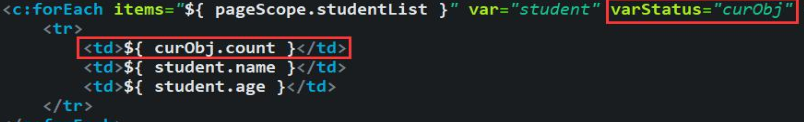 <c:forEach items="${ pageScope.studentList }" var="student" varStatus="curObj"
<tr>
<td>${ curObj.count }</td>
<td>${ student.name }</td>
<td>${ student.age }</td>
</tr>
</c:forEach>